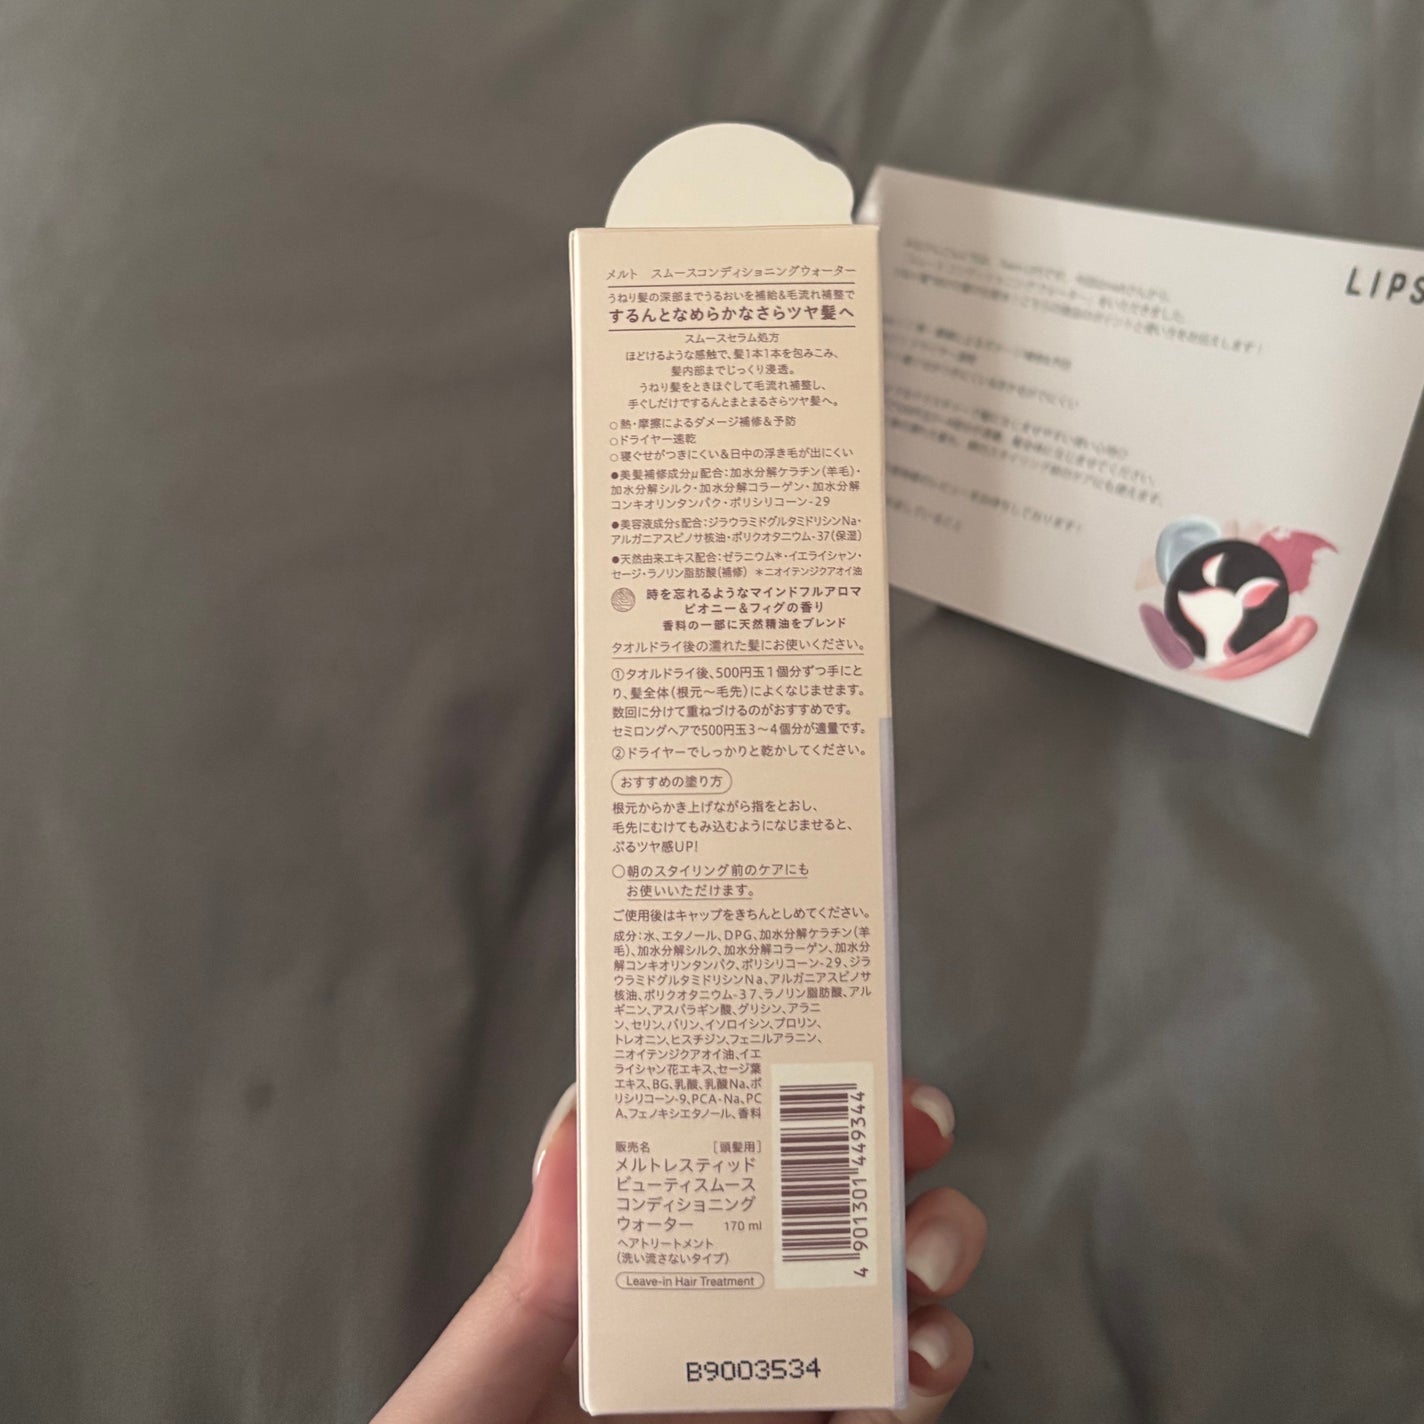 メルト スムースコンディショニングウォーター
うねり髪の深部までうるおいを補給&毛流れ補整で
するんとなめらかなさらツヤ髪へ
スムースセラム処方
ほどけるような感触で、髪1本1本を包みこみ、
髪内部までじっくり浸透。
うねり髪をときほぐして毛流れ補整し、
手ぐしだけでするんとまとまるさらツヤ髪へ。
○熱・摩擦によるダメージ補修&予防
○ドライヤー速乾
○寝ぐせがつきにくい&日中の浮き毛が出にくい
●美髪補修成分μ配合:加水分解ケラチン(羊毛)・
加水分解シルク・加水分解コラーゲン・加水分解
コンキオリンタンパク・ポリシリコーン-29
●美容液成分s配合:ジラウラミドグルタミドリシンNa・
アルガニアスピノサ核油・ポリクオタニウム-37(保湿)
●天然由来エキス配合:ゼラニウム*・イエライシャン・
セージ・ラノリン脂肪酸(補修) *ニオイテンジクアオイ油
時を忘れるようなマインドフルアロマ
ピオニー&フィグの香り
香料の一部に天然精油をブレンド
タオルドライ後の濡れた髪にお使いください。
①タオルドライ後、500円玉1個分ずつ手にと
り、髪全体(根元〜毛先)によくなじませます。
数回に分けて重ねづけるのがおすすめです。
セミロングヘアで500円玉3〜4個分が適量です。
②ドライヤーでしっかりと乾かしてください。
おすすめの塗り方
根元からかき上げながら指をとおし、
毛先にむけてもみ込むようになじませると、
ぷるツヤ感UP!
○朝のスタイリング前のケアにも
お使いいただけます。
ご使用後はキャップをきちんとしめてください。
成分:水、エタノール、DPG、加水分解ケラチン(羊
毛)、加水分解シルク、加水分解コラーゲン、加水分
解コンキオリンタンパク、ポリシリコーン-29、ジラ
ウラミドグルタミドリシンNa、アルガニアスピノサ
核油、ポリクオタニウム-37、ラノリン脂肪酸、アル
ギニン、アスパラギン酸、グリシン、アラニ
ン、セリン、バリン、イソロイシン、プロリン、
トレオニン、ヒスチジン、フェニルアラニン、
ニオイテンジクアオイ油、イエ
ライシャン花エキス、セージ葉
エキス、BG、乳酸、乳酸Na、ポ
リシリコーン-9、PCA-Na、PC
A、フェノキシエタノール、香料
販売名 [頭髪用]
メルトレスティッド
ビューティスムース
コンディショニング
ウォーター 170 ml
ヘアトリートメント
(洗い流さないタイプ)
Leave-in Hair Treatment
4 901301 449344
B9003534
LIPS